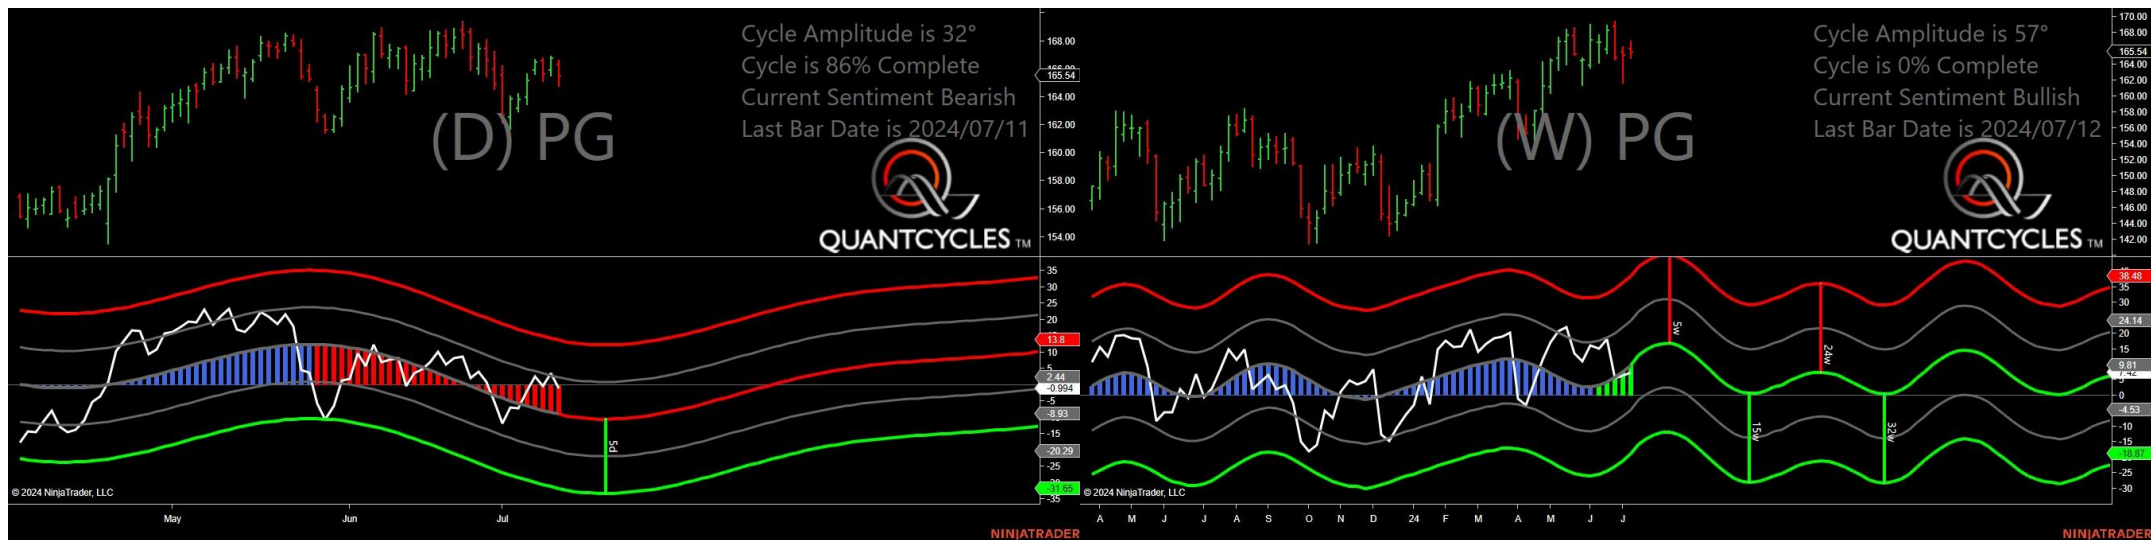 Cycle Amplitude is 32°
Cycle is 86% Complete
Current Sentiment Bearish
Last Bar Date is 2024/07/11
(D) PG
QUANTCYCLES TM
168.00
166.00
165.54
164.00
162.00
160.00
158.00
156.00
154.00
35
30
25
20
13.8
10
2.44
-0.994
-5
-8.93
-15
-20.29
-25
-31.65
-35
5d
© 2024 NinjaTrader, LLC
May Jun Jul
NINJATRADER
Cycle Amplitude is 57°
Cycle is 0% Complete
Current Sentiment Bullish
Last Bar Date is 2024/07/12
(W) PG
QUANTCYCLES TM
170.00
168.00
165.54
164.00
162.00
160.00
158.00
156.00
154.00
152.00
150.00
148.00
146.00
144.00
142.00
38.48
35
30
24.14
20
15
9.81
7.42
5
0
-4.53
-10
-15
-18.87
-25
-30
5w
24w
15w
32w
© 2024 NinjaTrader, LLC
A M J J A S O N D 24 F M A M J J
NINJATRADER